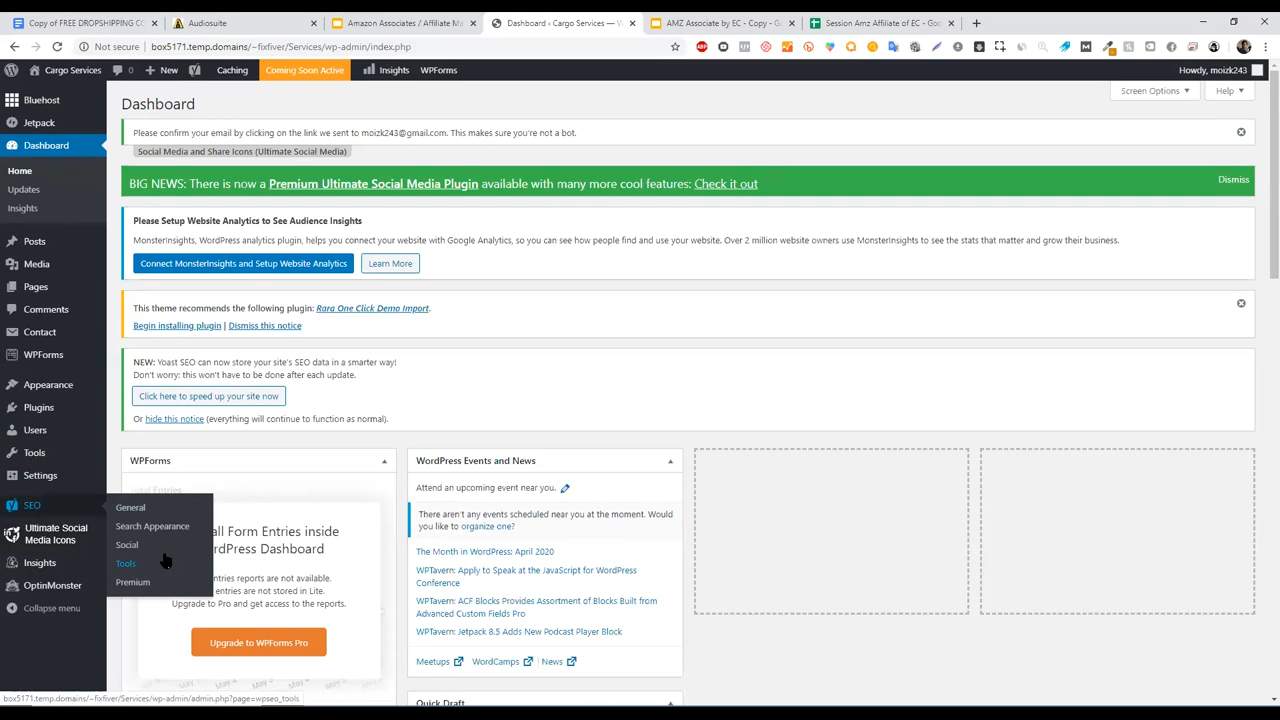 Copy of FREE DROPSHIPPING CO
Audiosuite
Amazon Associates / Affiliate Ma
Dashboard ‹ Cargo Services — W
AMZ Associate by EC - Copy - G
Session Amz Affiliate of EC - Goo
Not secure
box5171.temp.domains/~fixfiver/Services/wp-admin/index.php
Cargo Services
0
New
Caching
Coming Soon Active
Insights
WPForms
Howdy, moizk243
Bluehost
Jetpack
Dashboard
Home
Updates
Insights
Posts
Media
Pages
Comments
Contact
WPForms
Appearance
Plugins
Users
Tools
Settings
SEO
Ultimate Social
Media Icons
Insights
OptinMonster
Collapse menu
General
Search Appearance
Social
Tools
Premium
Dashboard
Screen Options
Help
Please confirm your email by clicking on the link we sent to moizk243@gmail.com. This makes sure you're not a bot.
Social Media and Share Icons (Ultimate Social Media)
BIG NEWS: There is now a Premium Ultimate Social Media Plugin available with many more cool features: Check it out
Dismiss
Please Setup Website Analytics to See Audience Insights
MonsterInsights, WordPress analytics plugin, helps you connect your website with Google Analytics, so you can see how people find and use your website. Over 2 million website owners use MonsterInsights to see the stats that matter and grow their business.
Connect MonsterInsights and Setup Website Analytics
Learn More
This theme recommends the following plugin: Rara One Click Demo Import.
Begin installing plugin | Dismiss this notice
NEW: Yoast SEO can now store your site's SEO data in a smarter way!
Don't worry: this won't have to be done after each update.
Click here to speed up your site now
Or hide this notice (everything will continue to function as normal).
WPForms
Total Entries
all Form Entries inside
ordPress Dashboard
entries reports are not available.
entries are not stored in Lite.
Upgrade to Pro and get access to the reports.
Upgrade to WPForms Pro
WordPress Events and News
Attend an upcoming event near you.
There aren't any events scheduled near you at the moment. Would
you like to organize one?
The Month in WordPress: April 2020
WPTavern: Apply to Speak at the JavaScript for WordPress
Conference
WPTavern: ACF Blocks Provides Assortment of Blocks Built from
Advanced Custom Fields Pro
WPTavern: Jetpack 8.5 Adds New Podcast Player Block
Meetups
WordCamps
News
Quick Draft
box5171.temp.domains/~fixfiver/Services/wp-admin/admin.php?page=wpseo_tools